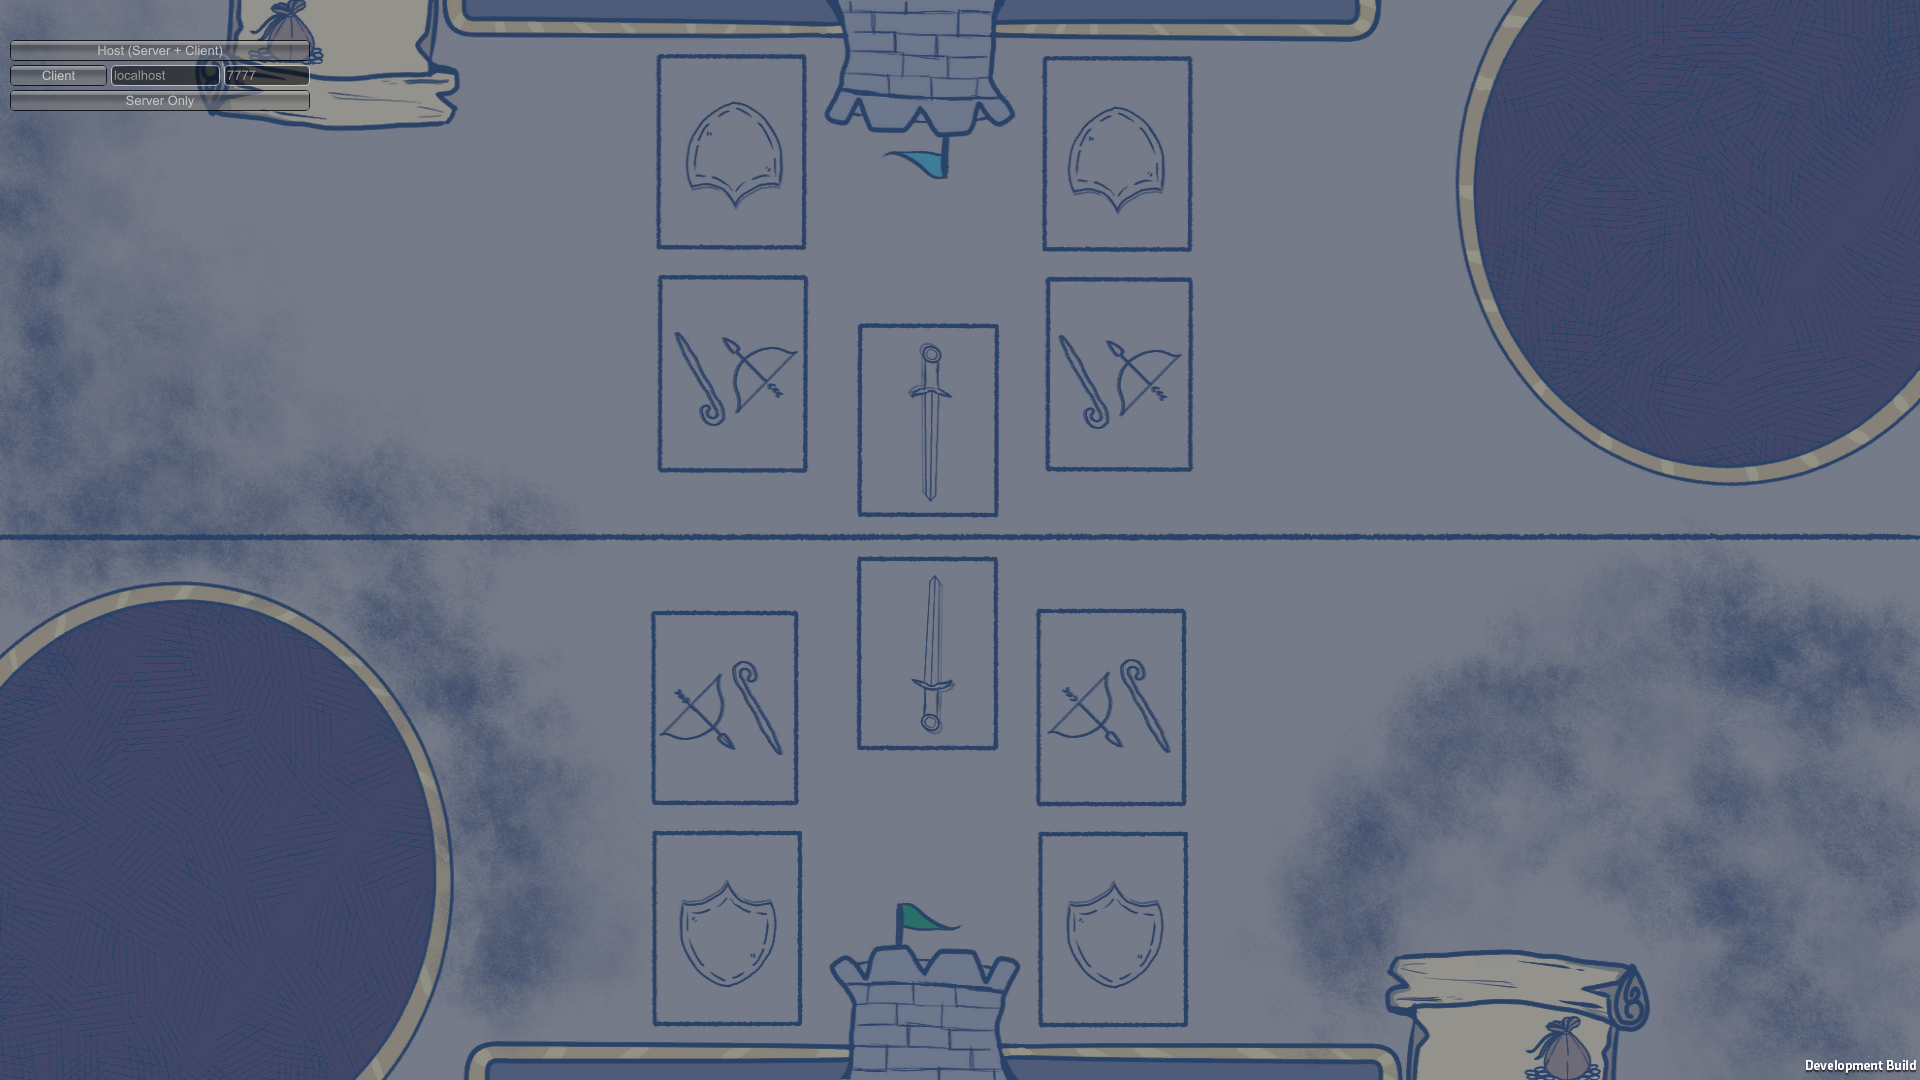 Host (Server + Client)
Client localhost 7777
Server Only
Development Build